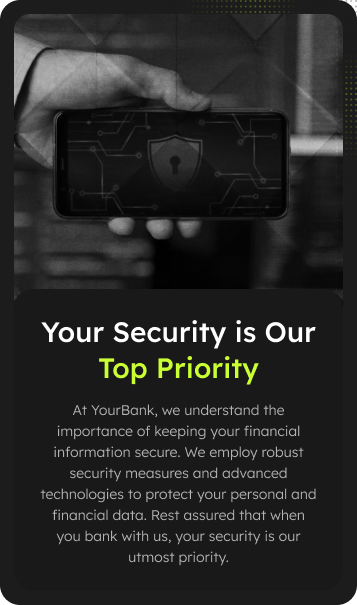 Your Security is Our
Top Priority
At YourBank, we understand the
importance of keeping your financial
information secure. We employ robust
security measures and advanced
technologies to protect your personal and
financial data. Rest assured that when
you bank with us, your security is our
utmost priority.